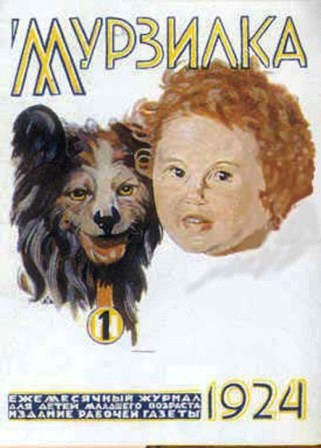 МУРЗИЛКА
1
ЕЖЕМЕСЯЧНЫЙ ЖУРНАЛ
ДЛЯ ДЕТЕЙ МЛАДШЕГО ВОЗРАСТА
ИЗДАНИЕ РАБОЧЕЙ ГАЗЕТЫ
1924